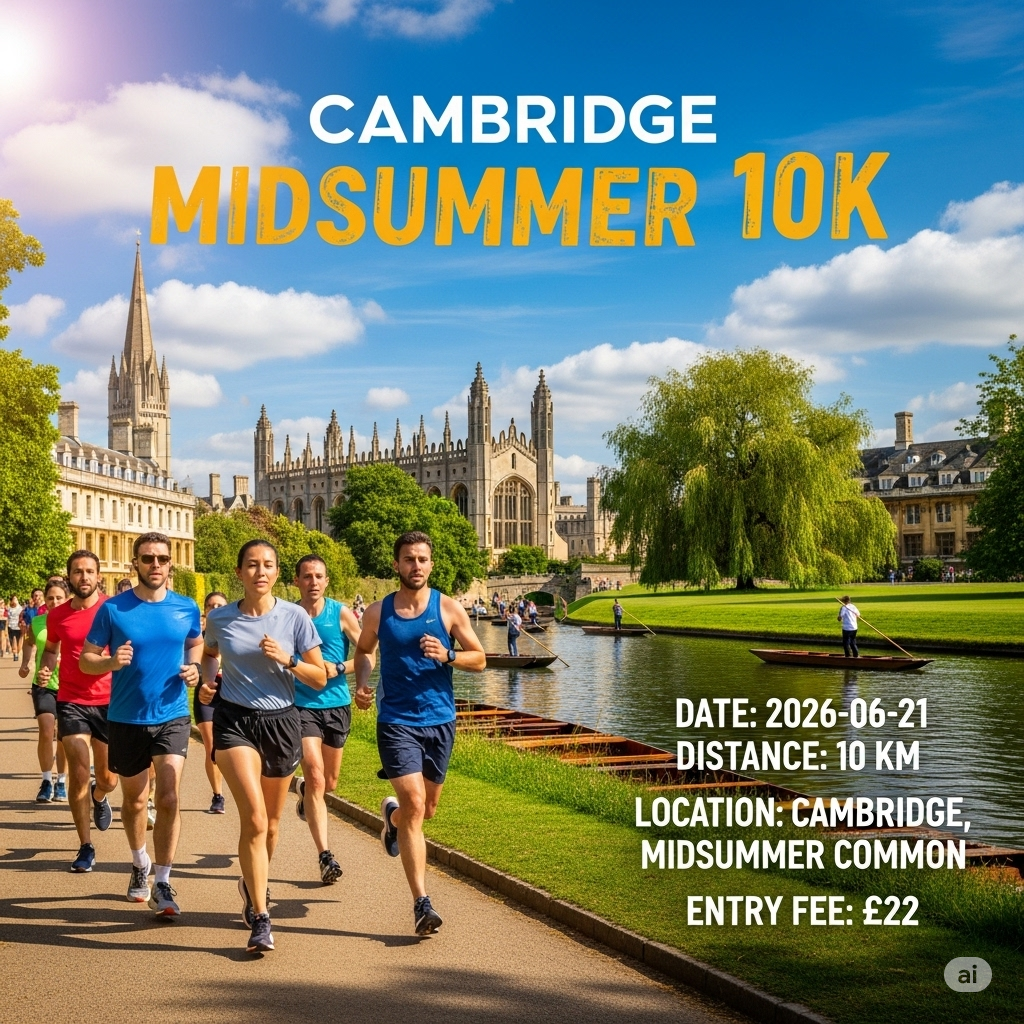 CAMBRIDGE
MIDSUMMER 10K
DATE: 2026-06-21
DISTANCE: 10 KM
LOCATION: CAMBRIDGE,
MIDSUMMER COMMON
ENTRY FEE: £22
ai